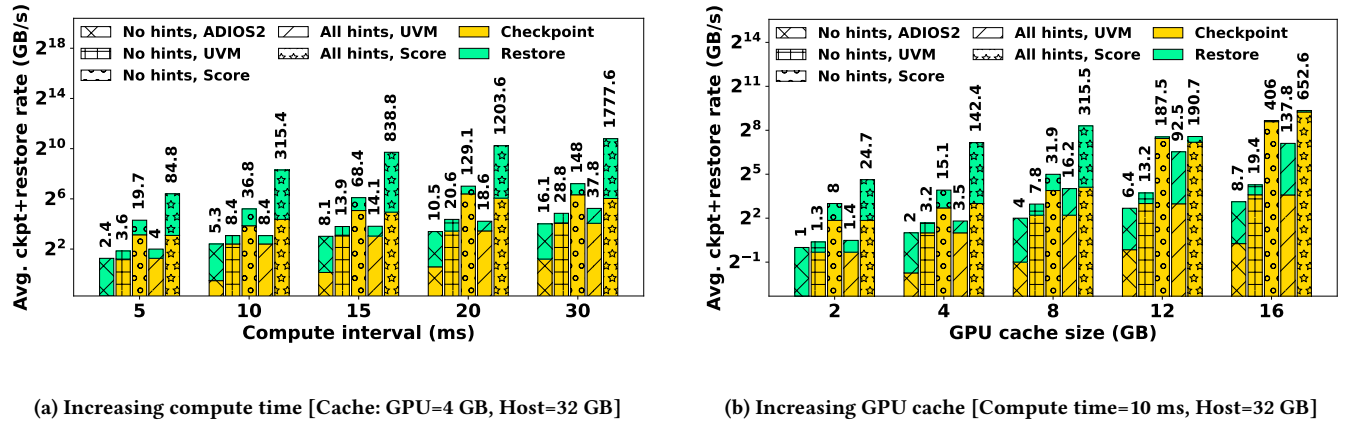 Avg. ckpt+restore rate (GB/s)
2^18
2^14
2^10
2^6
2^2
No hints, ADIOS2
No hints, UVM
No hints, Score
All hints, UVM
All hints, Score
Checkpoint
Restore
2.4 3.6 19.7 4 84.8
5.3 8.4 36.8 8.4 315.4
8.1 13.9 68.4 14.1 838.8
10.5 20.6 129.1 18.6 1203.6
16.1 28.8 148 37.8 1777.6
5 10 15 20 30
Compute interval (ms)
(a) Increasing compute time [Cache: GPU=4 GB, Host=32 GB]
Avg. ckpt+restore rate (GB/s)
2^14
2^11
2^8
2^5
2^2
2^−1
No hints, ADIOS2
No hints, UVM
No hints, Score
All hints, UVM
All hints, Score
Checkpoint
Restore
1 1.3 8 1.4 24.7
2 3.2 15.1 3.5 142.4
4 7.8 31.9 16.2 315.5
6.4 13.2 187.5 92.5 190.7
8.7 19.4 406 137.8 652.6
2 4 8 12 16
GPU cache size (GB)
(b) Increasing GPU cache [Compute time=10 ms, Host=32 GB]